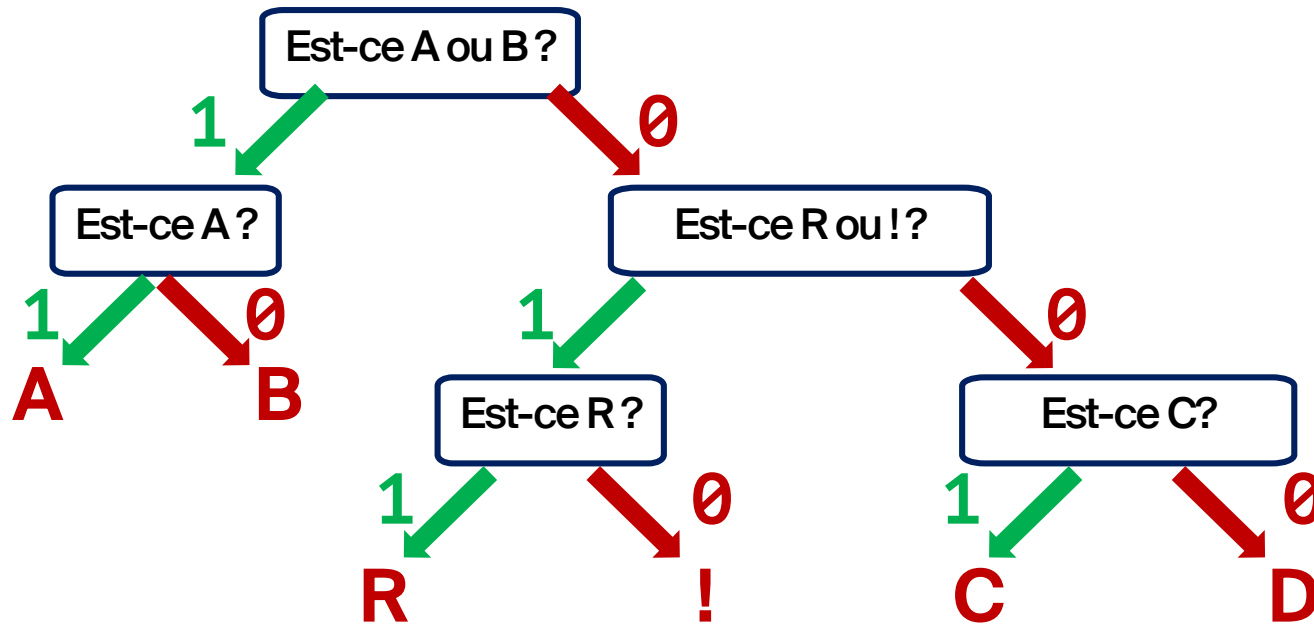 Est-ce A ou B ?
1 0
Est-ce A ? Est-ce R ou ! ?
1 0 1 0
A B
Est-ce R ? Est-ce C?
1 0 1 0
R ! C D